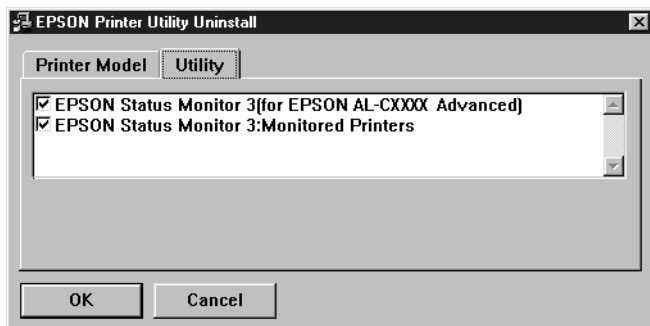 EPSON Printer Utility Uninstall
Printer Model Utility
EPSON Status Monitor 3(for EPSON AL-CXXXX Advanced)
EPSON Status Monitor 3:Monitored Printers
OK Cancel